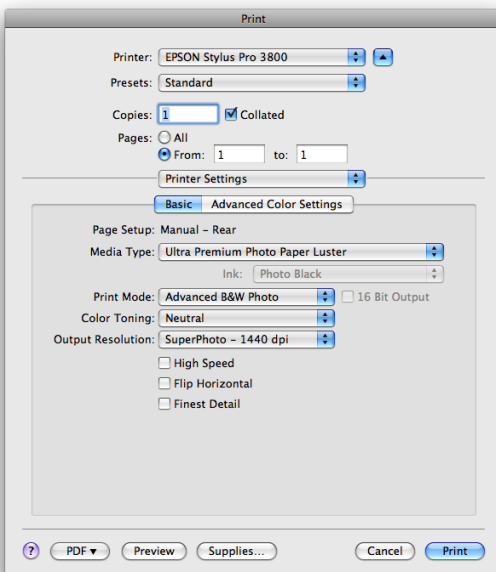 Print
Printer: EPSON Stylus Pro 3800
Presets: Standard
Copies: 1 Collated
Pages: All
From: 1 to: 1
Printer Settings
Basic Advanced Color Settings
Page Setup: Manual - Rear
Media Type: Ultra Premium Photo Paper Luster
Ink: Photo Black
Print Mode: Advanced B&W Photo 16 Bit Output
Color Toning: Neutral
Output Resolution: SuperPhoto - 1440 dpi
High Speed
Flip Horizontal
Finest Detail
? PDF ▾ Preview Supplies... Cancel Print